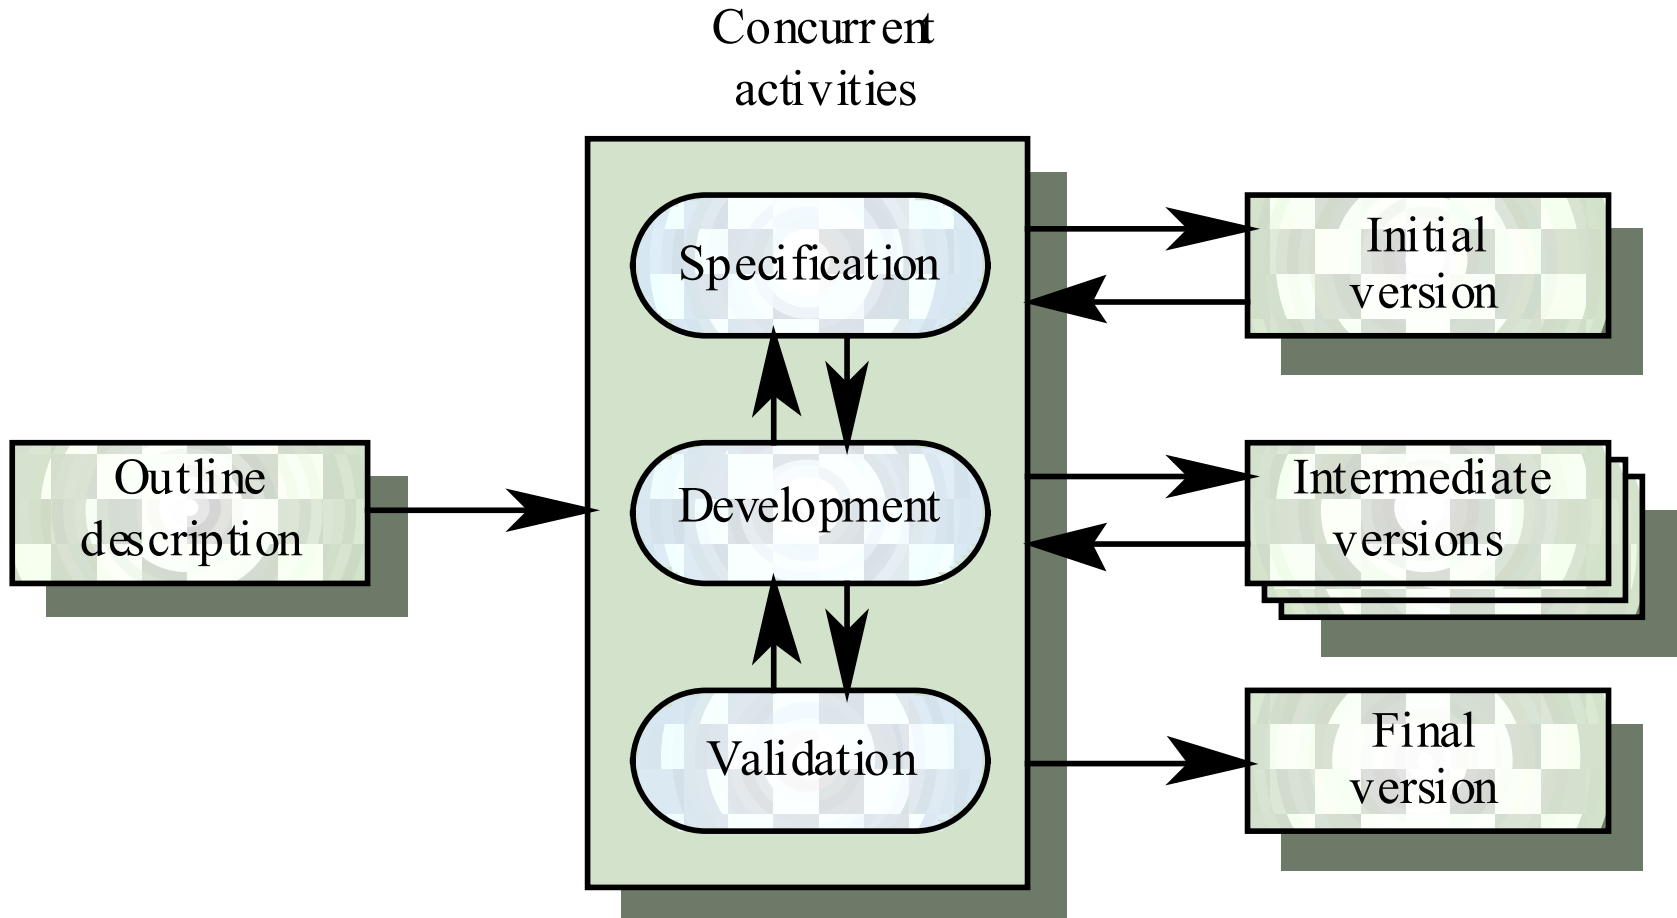 Concurrent
activities
Specification
Initial
version
Outline
description
Development
Intermediate
versions
Validation
Final
version